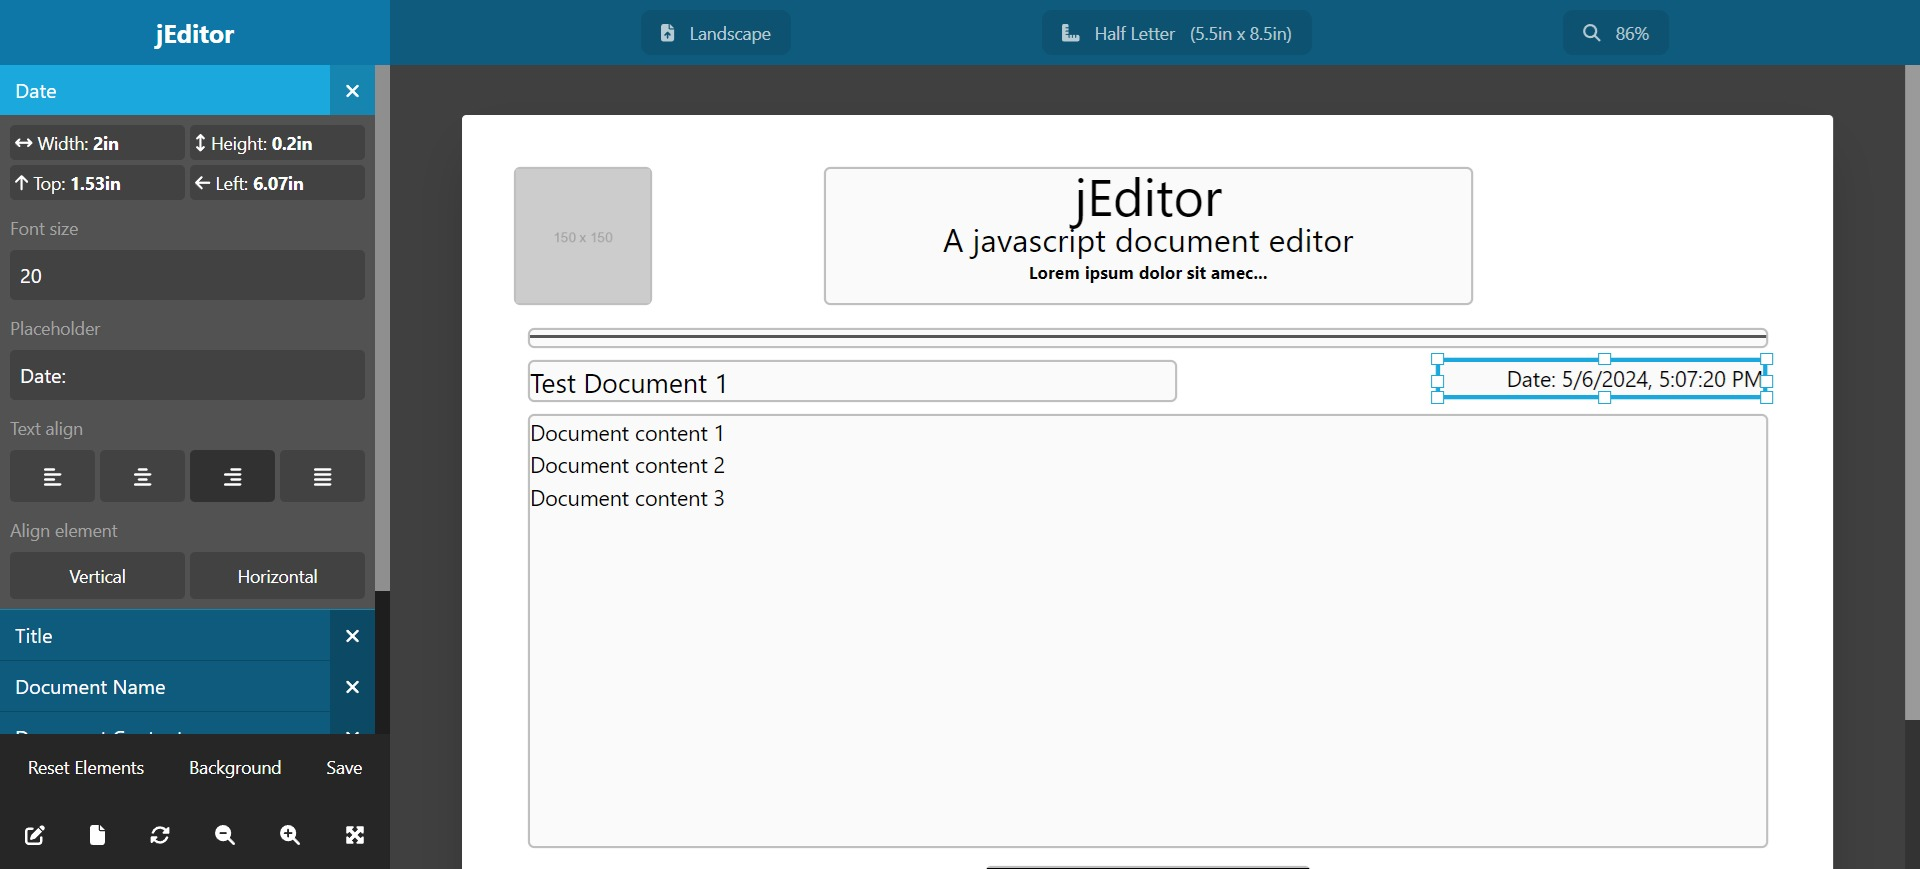 jEditor
Landscape
Half Letter (5.5in x 8.5in)
86%
Date
Width: 2in
Height: 0.2in
Top: 1.53in
Left: 6.07in
Font size
20
Placeholder
Date:
Text align
Align element
Vertical
Horizontal
Title
Document Name
Reset Elements
Background
Save
150 x 150
jEditor
A javascript document editor
Lorem ipsum dolor sit amec...
Test Document 1
Date: 5/6/2024, 5:07:20 PM
Document content 1
Document content 2
Document content 3